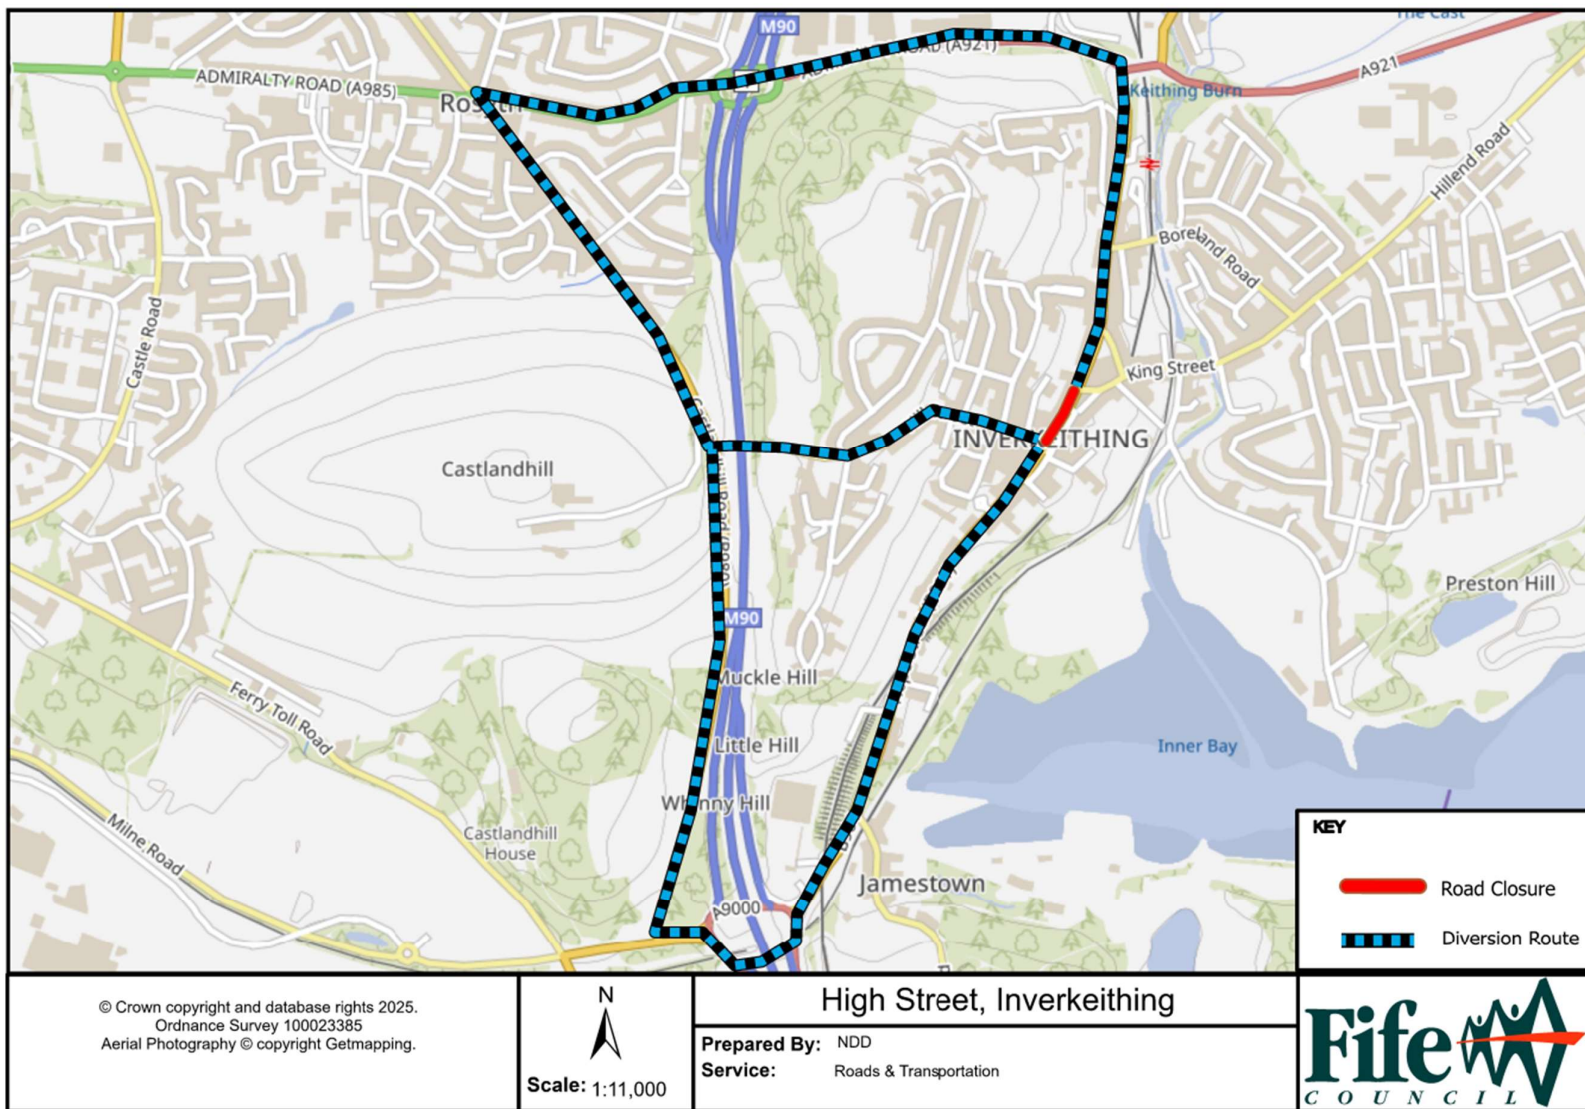 M90
The Cast
ADMIRALTY ROAD (A921)
A921
ADMIRALTY ROAD (A985)
Rosyth
Keithing Burn
Hillend Road
Boreland Road
Castle Road
King Street
INVERKEITHING
Castlandhill
M90
Preston Hill
Muckle Hill
Ferry Toll Road
Little Hill
Inner Bay
Whinny Hill
Milne Road
Castlandhill
House
Jamestown
A9000
KEY
Road Closure
Diversion Route
© Crown copyright and database rights 2025.
Ordnance Survey 100023385
Aerial Photography © copyright Getmapping.
N
Scale: 1:11,000
High Street, Inverkeithing
Prepared By: NDD
Service: Roads & Transportation
Fife
COUNCIL